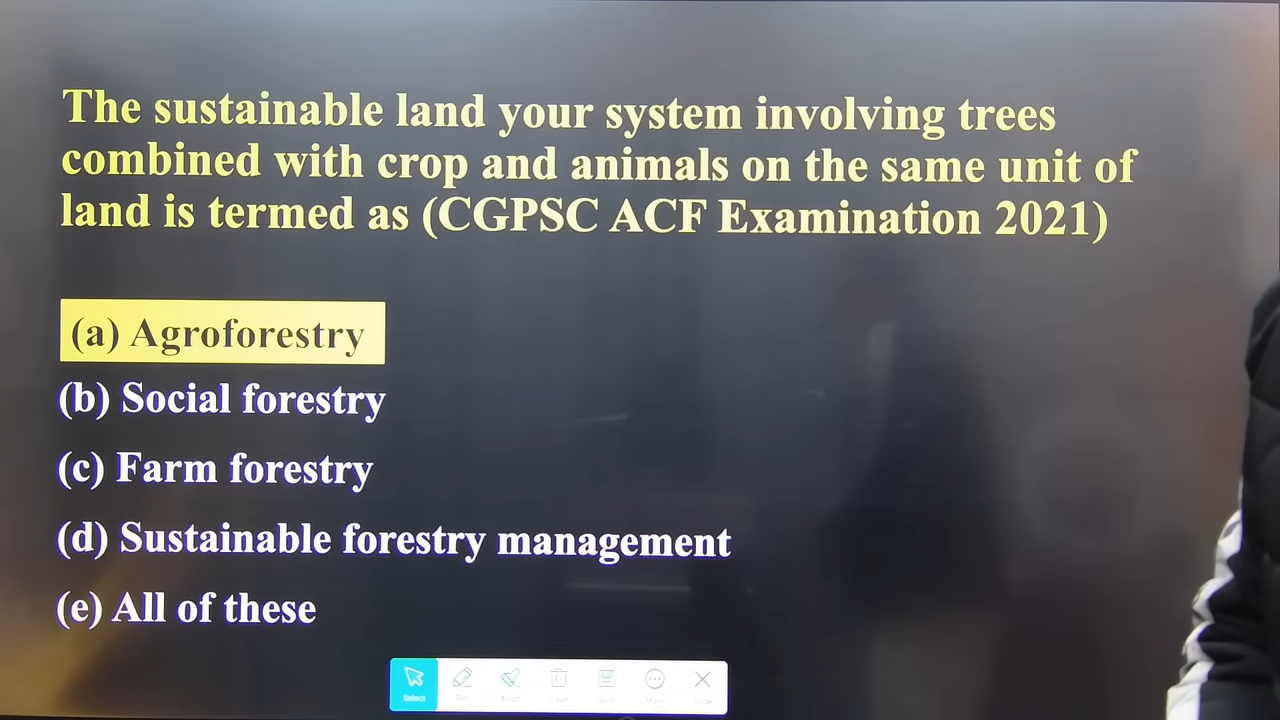 The sustainable land your system involving trees
combined with crop and animals on the same unit of
land is termed as (CGPSC ACF Examination 2021)
(a) Agroforestry
(b) Social forestry
(c) Farm forestry
(d) Sustainable forestry management
(e) All of these
Select